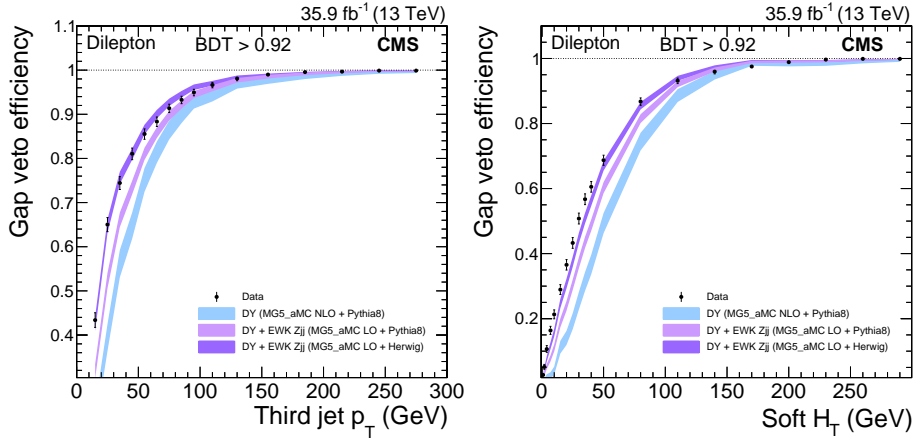 35.9 fb-1 (13 TeV)
Dilepton BDT > 0.92 CMS
Gap veto efficiency
1.1
1
0.9
0.8
0.7
0.6
0.5
0.4
Data
DY (MG5_aMC NLO + Pythia8)
DY + EWK Zjj (MG5_aMC LO + Pythia8)
DY + EWK Zjj (MG5_aMC LO + Herwig)
0 50 100 150 200 250 300
Third jet pT (GeV)
35.9 fb-1 (13 TeV)
Dilepton BDT > 0.92 CMS
Gap veto efficiency
1
0.8
0.6
0.4
0.2
Data
DY (MG5_aMC NLO + Pythia8)
DY + EWK Zjj (MG5_aMC LO + Pythia8)
DY + EWK Zjj (MG5_aMC LO + Herwig)
0 50 100 150 200 250
Soft HT (GeV)